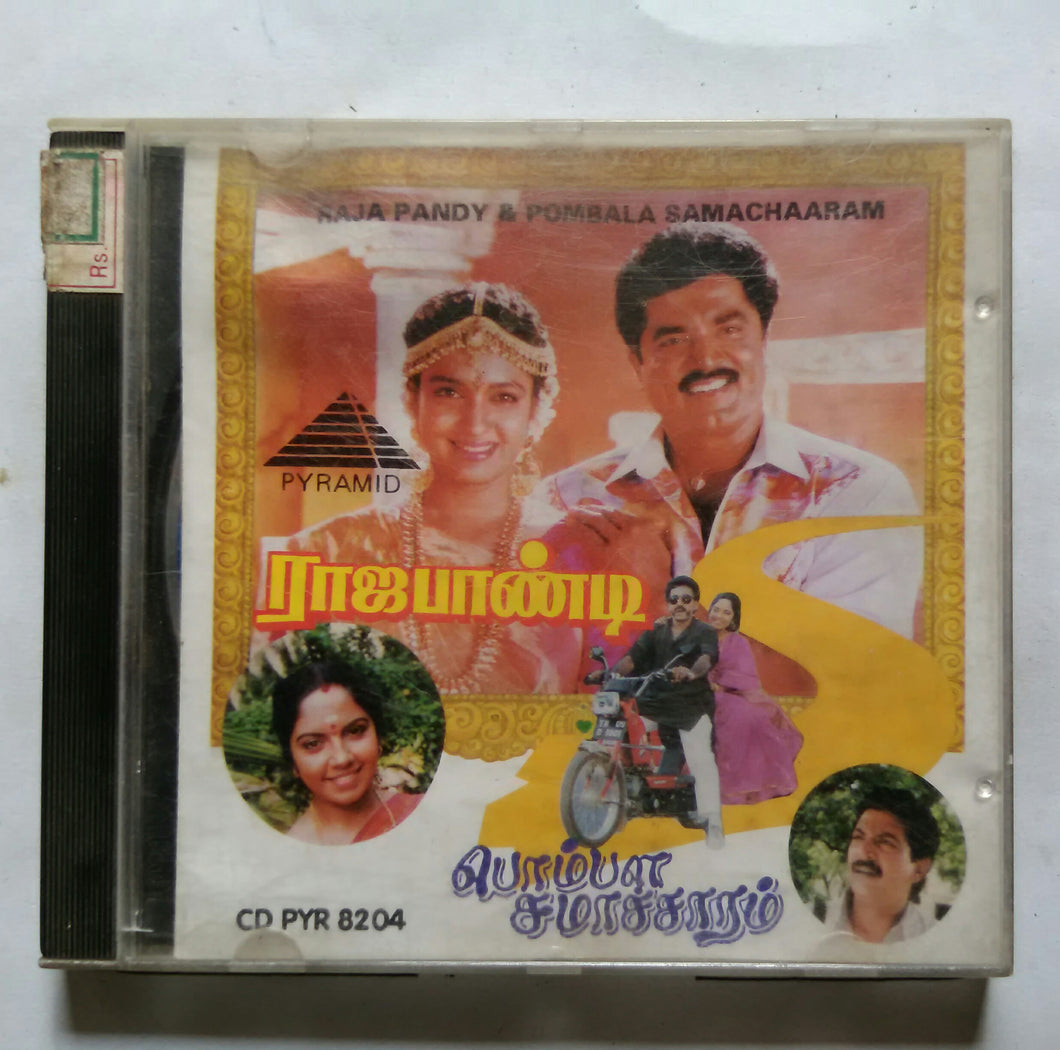 RAJA PANDY & POMBALA SAMACHAARAM
Rs.
PYRAMID
ராஜபாண்டி
பொம்பள
சமாச்சாரம்
CD PYR 8204